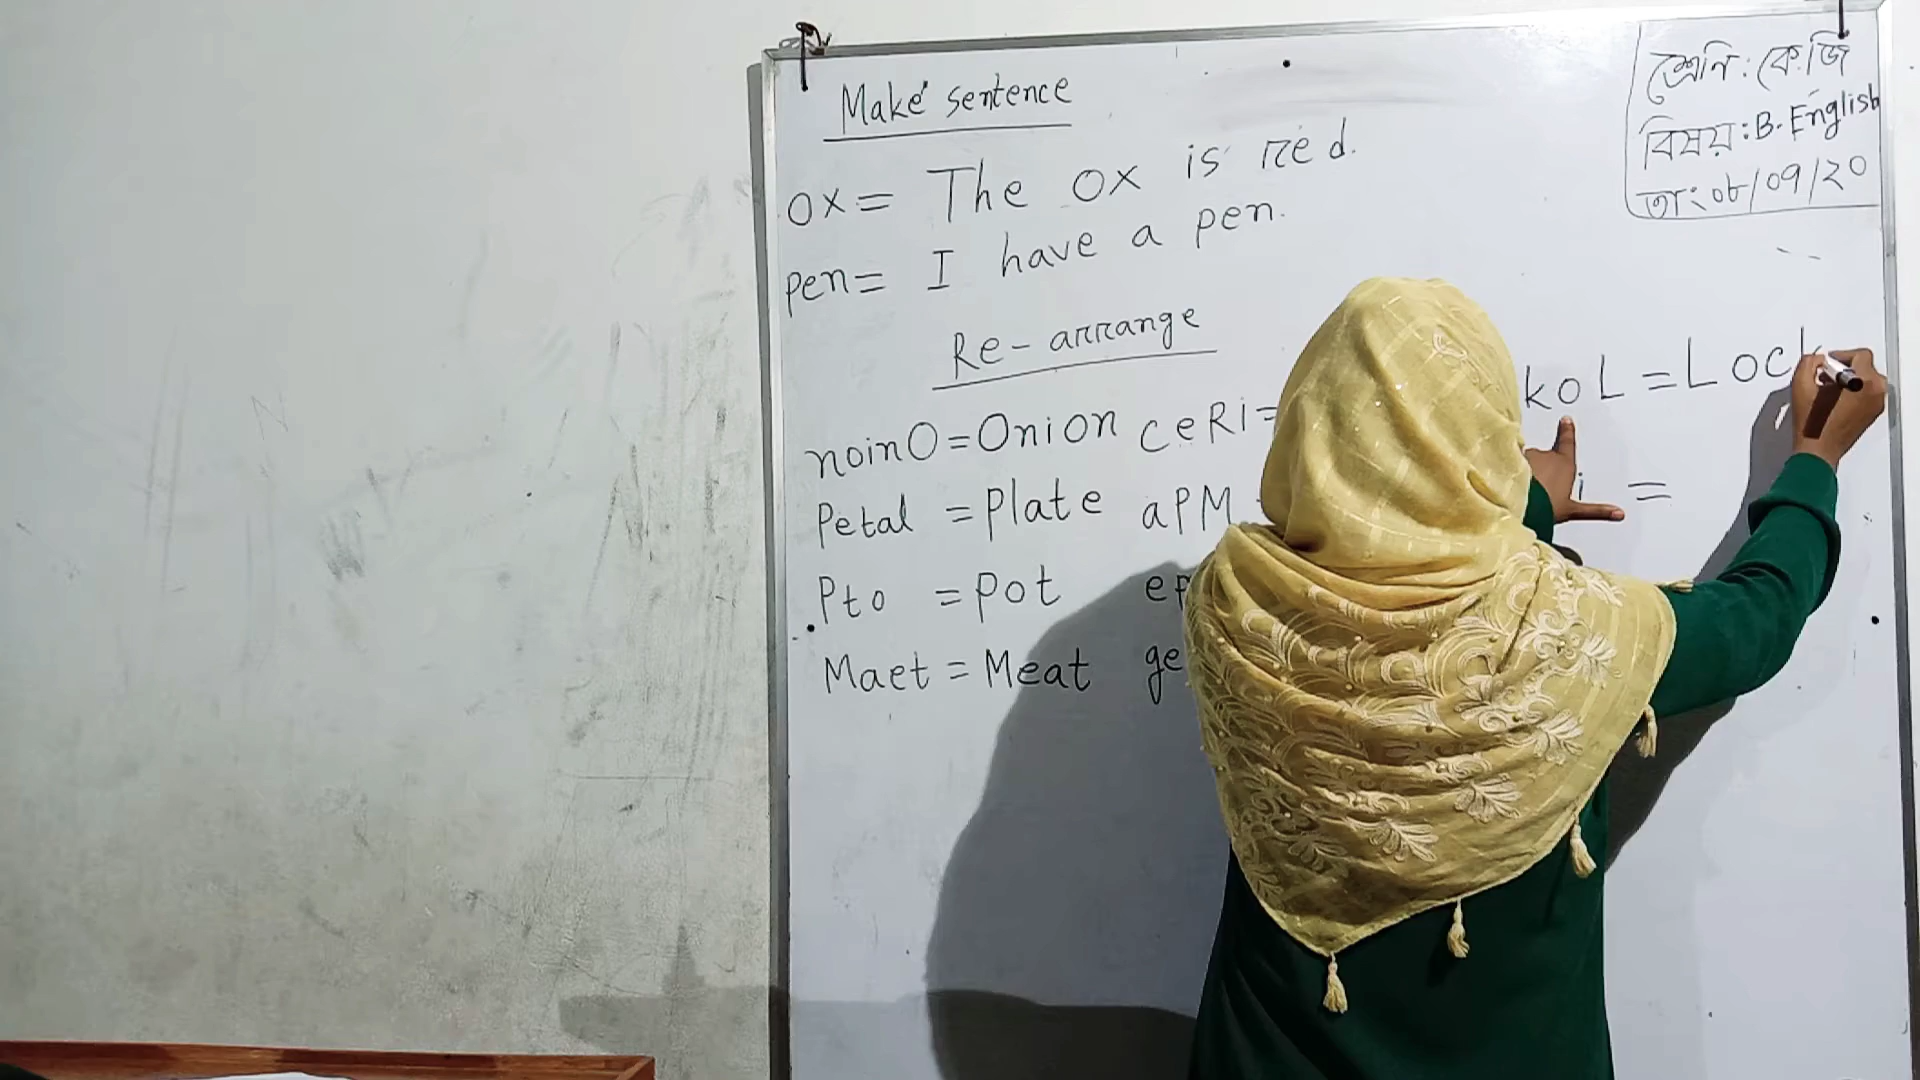 Make sentence
ox = The ox is red.
pen = I have a pen.
Re-arrange
noinO = Onion ceRi =
Petal = plate aPM
Pto = pot
Maet = Meat
koL = Lock
=
শ্রেনি: কে.জি
বিষয়: B. English
তা: ০৮/০৭/২০